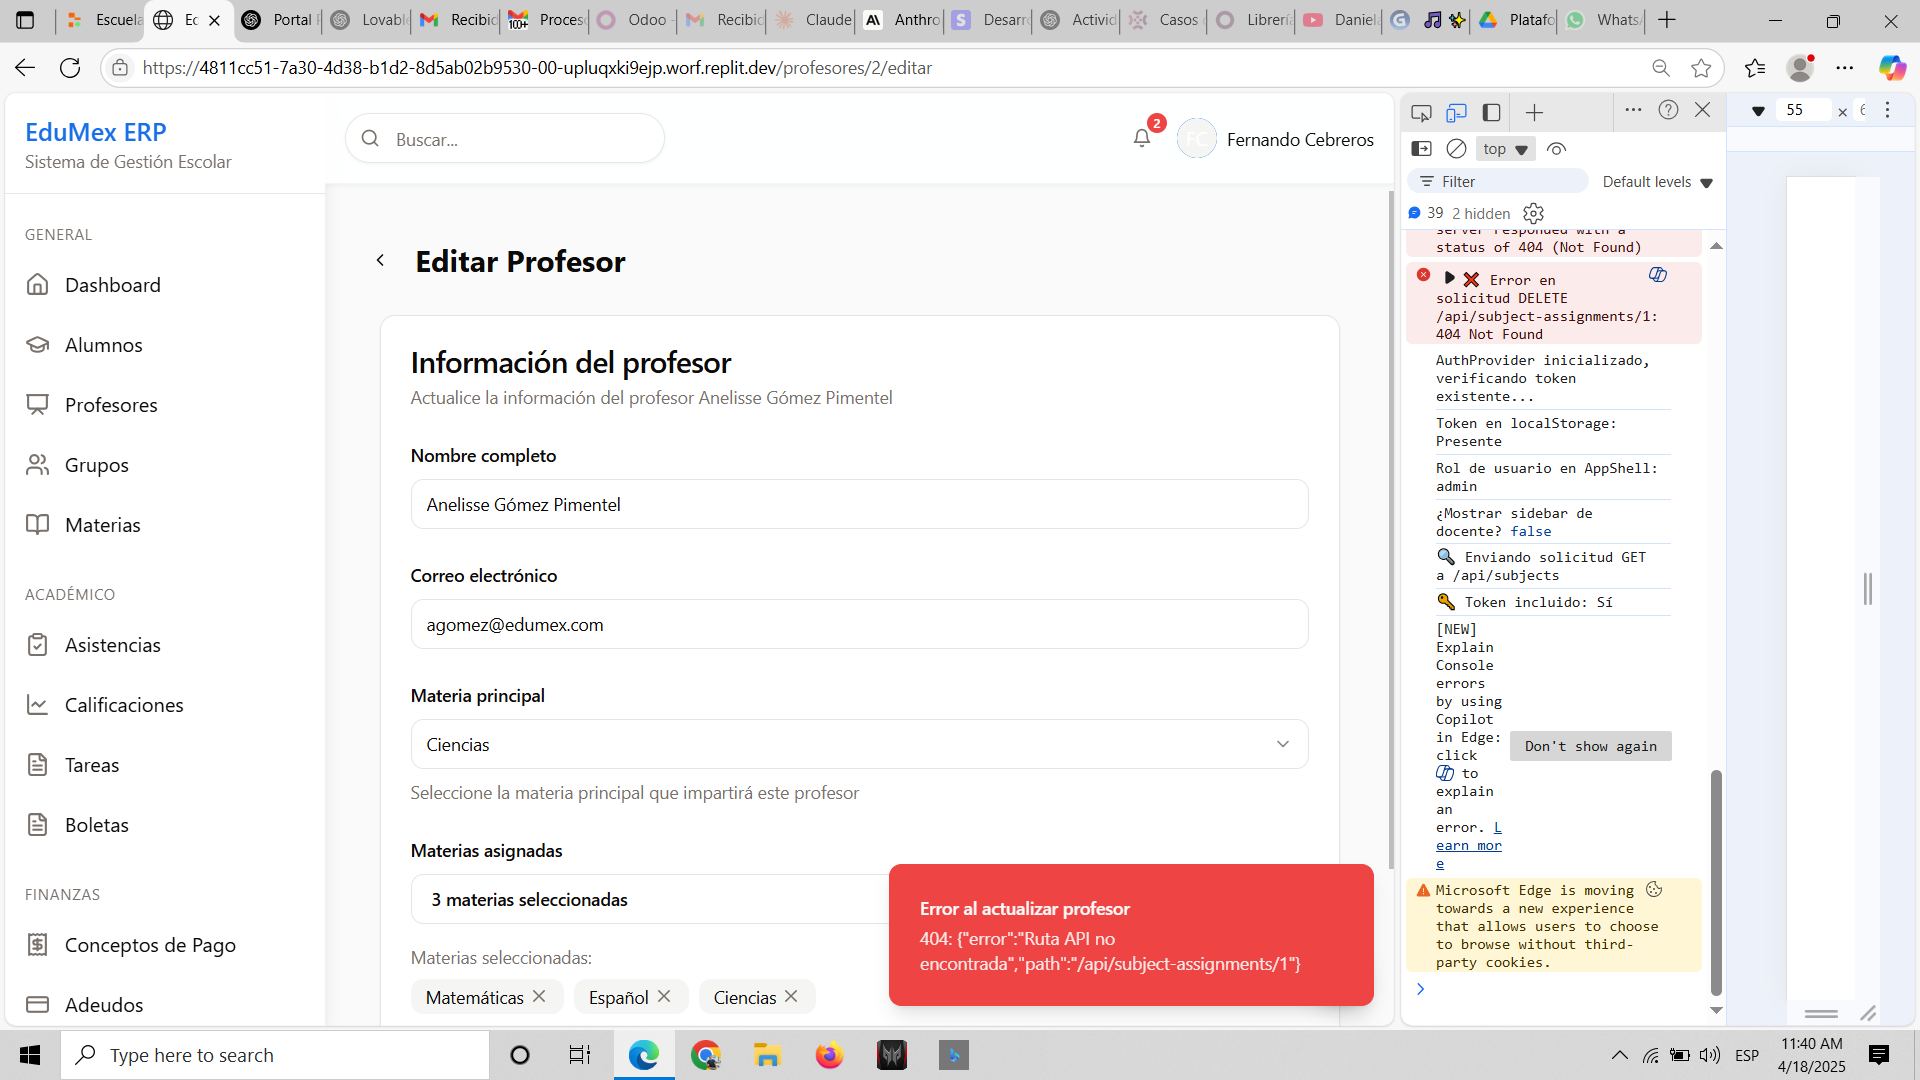 Escuela
Ec
Portal
Lovable
Recibid
Proces
Odoo
Recibid
Claude
Anthro
Desarr
Activid
Casos
Librería
Daniela
Platafo
Whats
https://4811cc51-7a30-4d38-b1d2-8d5ab02b9530-00-upluqxki9ejp.worf.replit.dev/profesores/2/editar
EduMex ERP
Sistema de Gestión Escolar
Buscar...
2
FC
Fernando Cebreros
GENERAL
Dashboard
Alumnos
Profesores
Grupos
Materias
ACADÉMICO
Asistencias
Calificaciones
Tareas
Boletas
FINANZAS
Conceptos de Pago
Adeudos
Editar Profesor
Información del profesor
Actualice la información del profesor Anelisse Gómez Pimentel
Nombre completo
Anelisse Gómez Pimentel
Correo electrónico
agomez@edumex.com
Materia principal
Ciencias
Seleccione la materia principal que impartirá este profesor
Materias asignadas
3 materias seleccionadas
Materias seleccionadas:
Matemáticas
Español
Ciencias
Error al actualizar profesor
404: {"error":"Ruta API no
encontrada","path":"/api/subject-assignments/1"}
top
Filter
Default levels
39
2 hidden
server responded with a
status of 404 (Not Found)
❌ Error en
solicitud DELETE
/api/subject-assignments/1:
404 Not Found
AuthProvider inicializado,
verificando token
existente...
Token en localStorage:
Presente
Rol de usuario en AppShell:
admin
¿Mostrar sidebar de
docente? false
🔍 Enviando solicitud GET
a /api/subjects
🔑 Token incluido: Sí
[NEW]
Explain
Console
errors
by using
Copilot
in Edge:
click
to
explain
an
error. L
earn mor
e
Don't show again
Microsoft Edge is moving
towards a new experience
that allows users to choose
to browse without third-
party cookies.
55
Type here to search
ESP
11:40 AM
4/18/2025